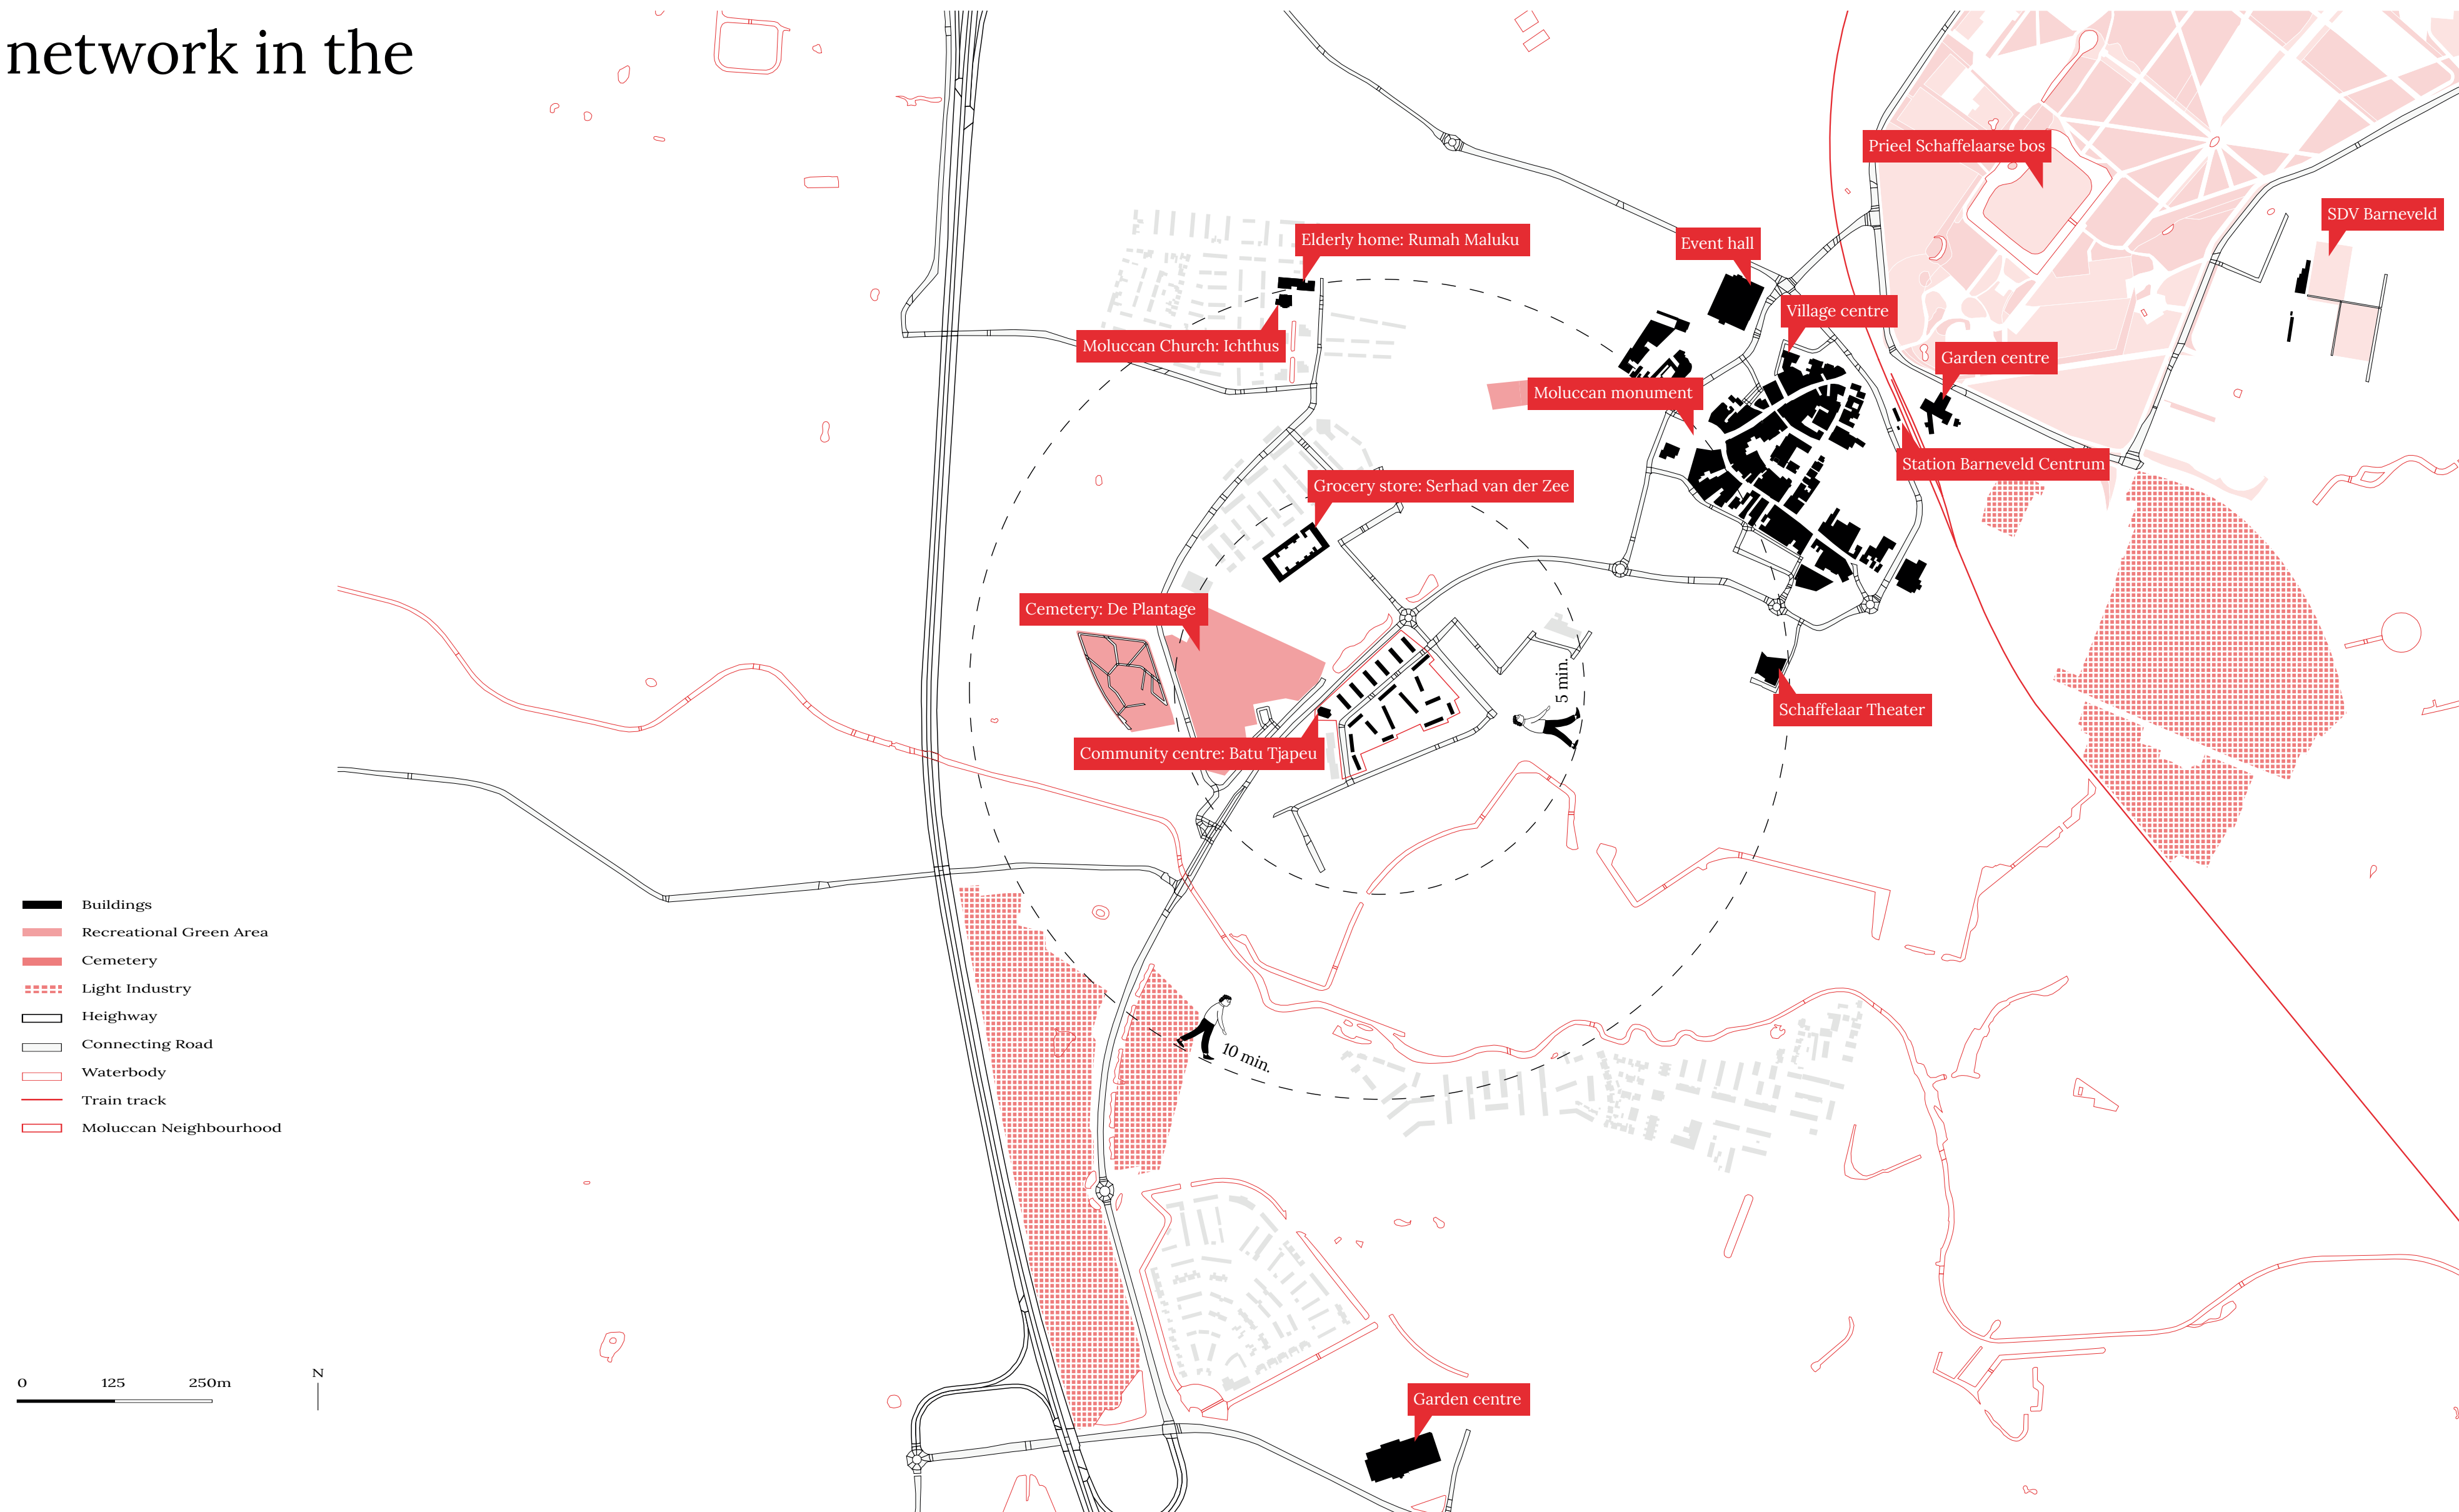 network in the
Prieel Schaffelaarse bos
SDV Barneveld
Elderly home: Rumah Maluku
Event hall
Village centre
Moluccan Church: Ichthus
Garden centre
Moluccan monument
Station Barneveld Centrum
Grocery store: Serhad van der Zee
Cemetery: De Plantage
5 min.
Schaffelaar Theater
Community centre: Batu Tjapeu
10 min.
Buildings
Recreational Green Area
Cemetery
Light Industry
Heighway
Connecting Road
Waterbody
Train track
Moluccan Neighbourhood
0 125 250m
N
Garden centre